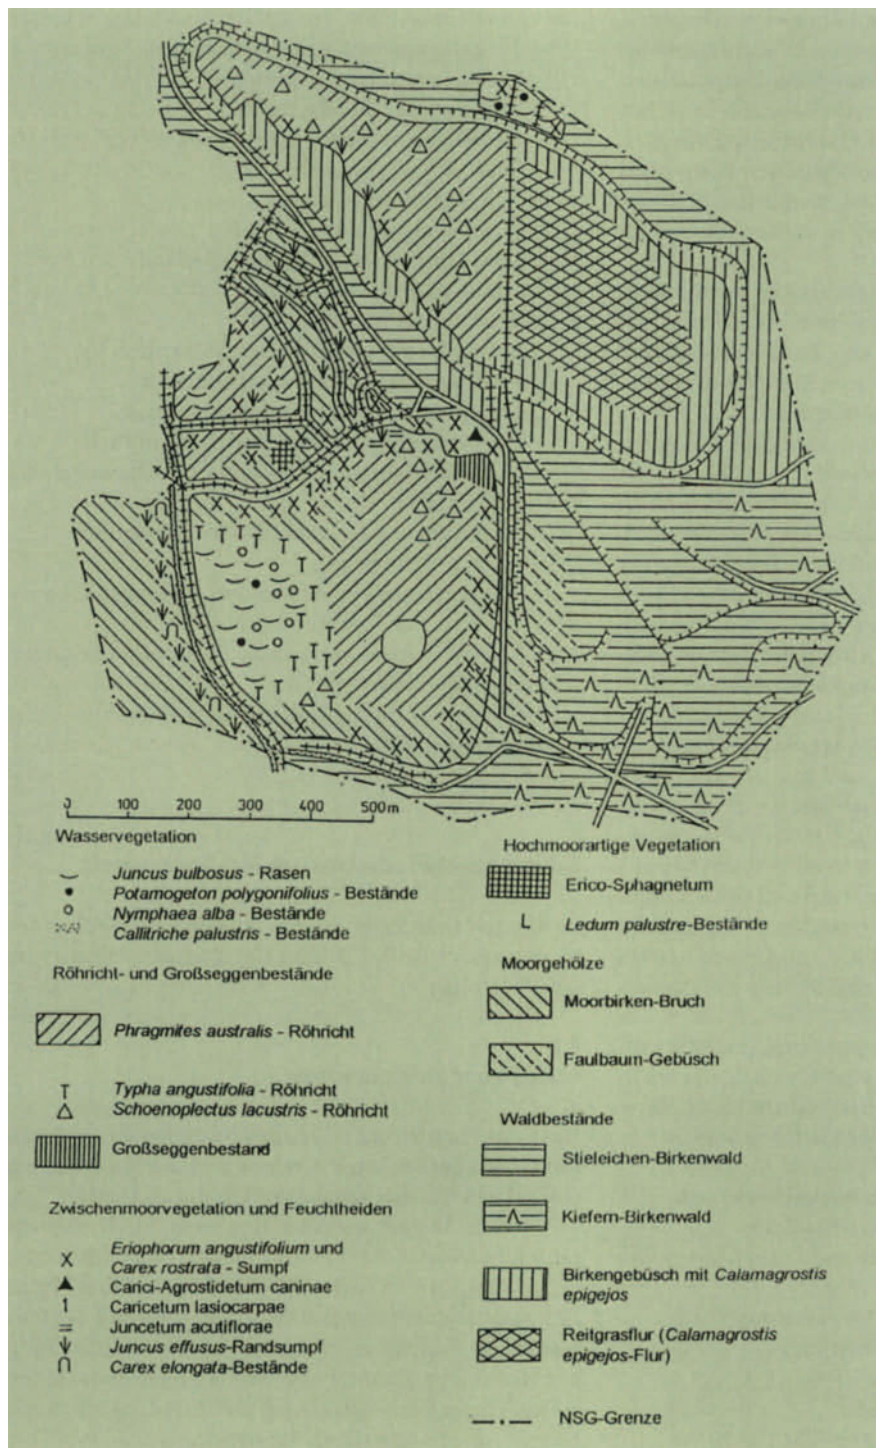 0 100 200 300 400 500m
Wasservegetation
Juncus bulbosus - Rasen
Potamogeton polygonifolius - Bestände
Nymphaea alba - Bestände
Callitriche palustris - Bestände
Röhricht- und Großseggenbestände
Phragmites australis - Röhricht
Typha angustifolia - Röhricht
Schoenoplectus lacustris - Röhricht
Großseggenbestand
Zwischenmoorvegetation und Feuchtheiden
Eriophorum angustifolium und
Carex rostrata - Sumpf
Carici-Agrostidetum caninae
Caricetum lasiocarpae
Juncetum acutiflorae
Juncus effusus-Randsumpf
Carex elongata-Bestände
Hochmoorartige Vegetation
Erico-Sphagnetum
Ledum palustre-Bestände
Moorgehölze
Moorbirken-Bruch
Faulbaum-Gebüsch
Waldbestände
Stieleichen-Birkenwald
Kiefern-Birkenwald
Birkengebüsch mit Calamagrostis
epigejos
Reitgrasflur (Calamagrostis
epigejos-Flur)
NSG-Grenze